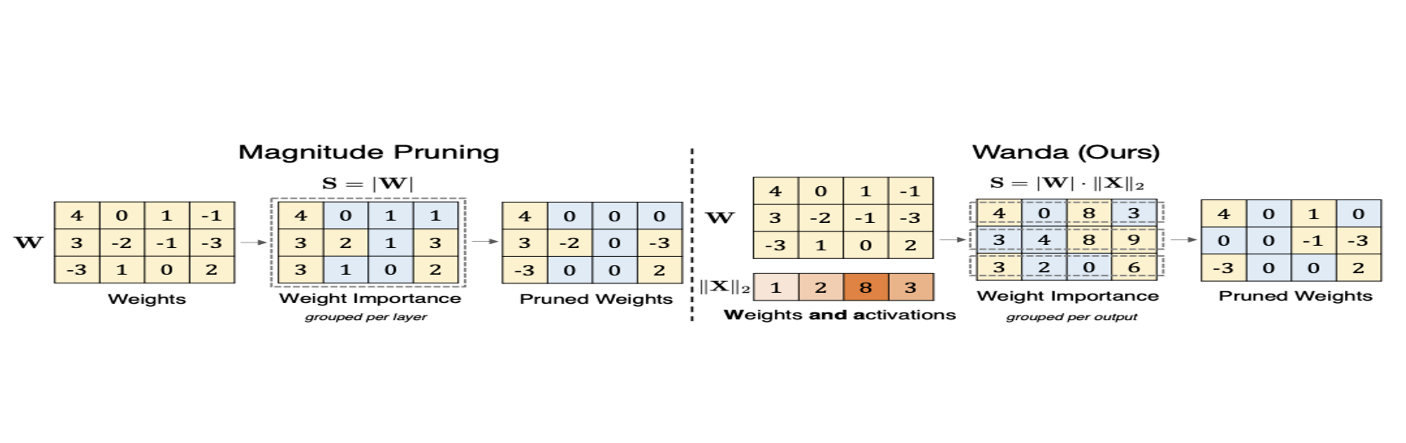 Magnitude Pruning
S = |W|
W
4 0 1 -1
3 -2 -1 -3
-3 1 0 2
Weights
4 0 1 1
3 2 1 3
3 1 0 2
Weight Importance
grouped per layer
4 0 0 0
3 -2 0 -3
-3 0 0 2
Pruned Weights
Wanda (Ours)
S = |W| · ‖X‖₂
W
4 0 1 -1
3 -2 -1 -3
-3 1 0 2
‖X‖₂ 1 2 8 3
Weights and activations
4 0 8 3
3 4 8 9
3 2 0 6
Weight Importance
grouped per output
4 0 1 0
0 0 -1 -3
-3 0 0 2
Pruned Weights